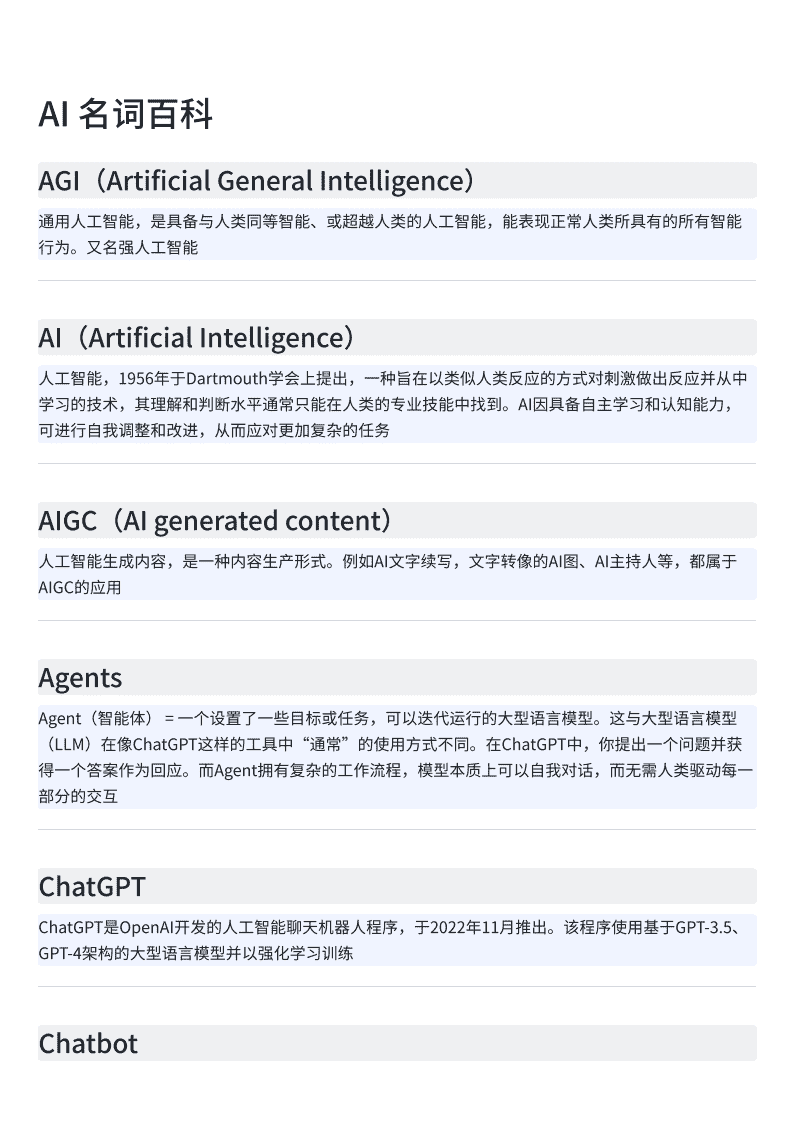 AI 名词百科
AGI（Artificial General Intelligence）
通用人工智能，是具备与人类同等智能、或超越人类的人工智能，能表现正常人类所具有的所有智能
行为。又名强人工智能
AI（Artificial Intelligence）
人工智能，1956年于Dartmouth学会上提出，一种旨在以类似人类反应的方式对刺激做出反应并从中
学习的技术，其理解和判断水平通常只能在人类的专业技能中找到。AI因具备自主学习和认知能力，
可进行自我调整和改进，从而应对更加复杂的任务
AIGC（AI generated content）
人工智能生成内容，是一种内容生产形式。例如AI文字续写，文字转像的AI图、AI主持人等，都属于
AIGC的应用
Agents
Agent（智能体） = 一个设置了一些目标或任务，可以迭代运行的大型语言模型。这与大型语言模型
（LLM）在像ChatGPT这样的工具中“通常”的使用方式不同。在ChatGPT中，你提出一个问题并获
得一个答案作为回应。而Agent拥有复杂的工作流程，模型本质上可以自我对话，而无需人类驱动每一
部分的交互
ChatGPT
ChatGPT是OpenAI开发的人工智能聊天机器人程序，于2022年11月推出。该程序使用基于GPT-3.5、
GPT-4架构的大型语言模型并以强化学习训练
Chatbot